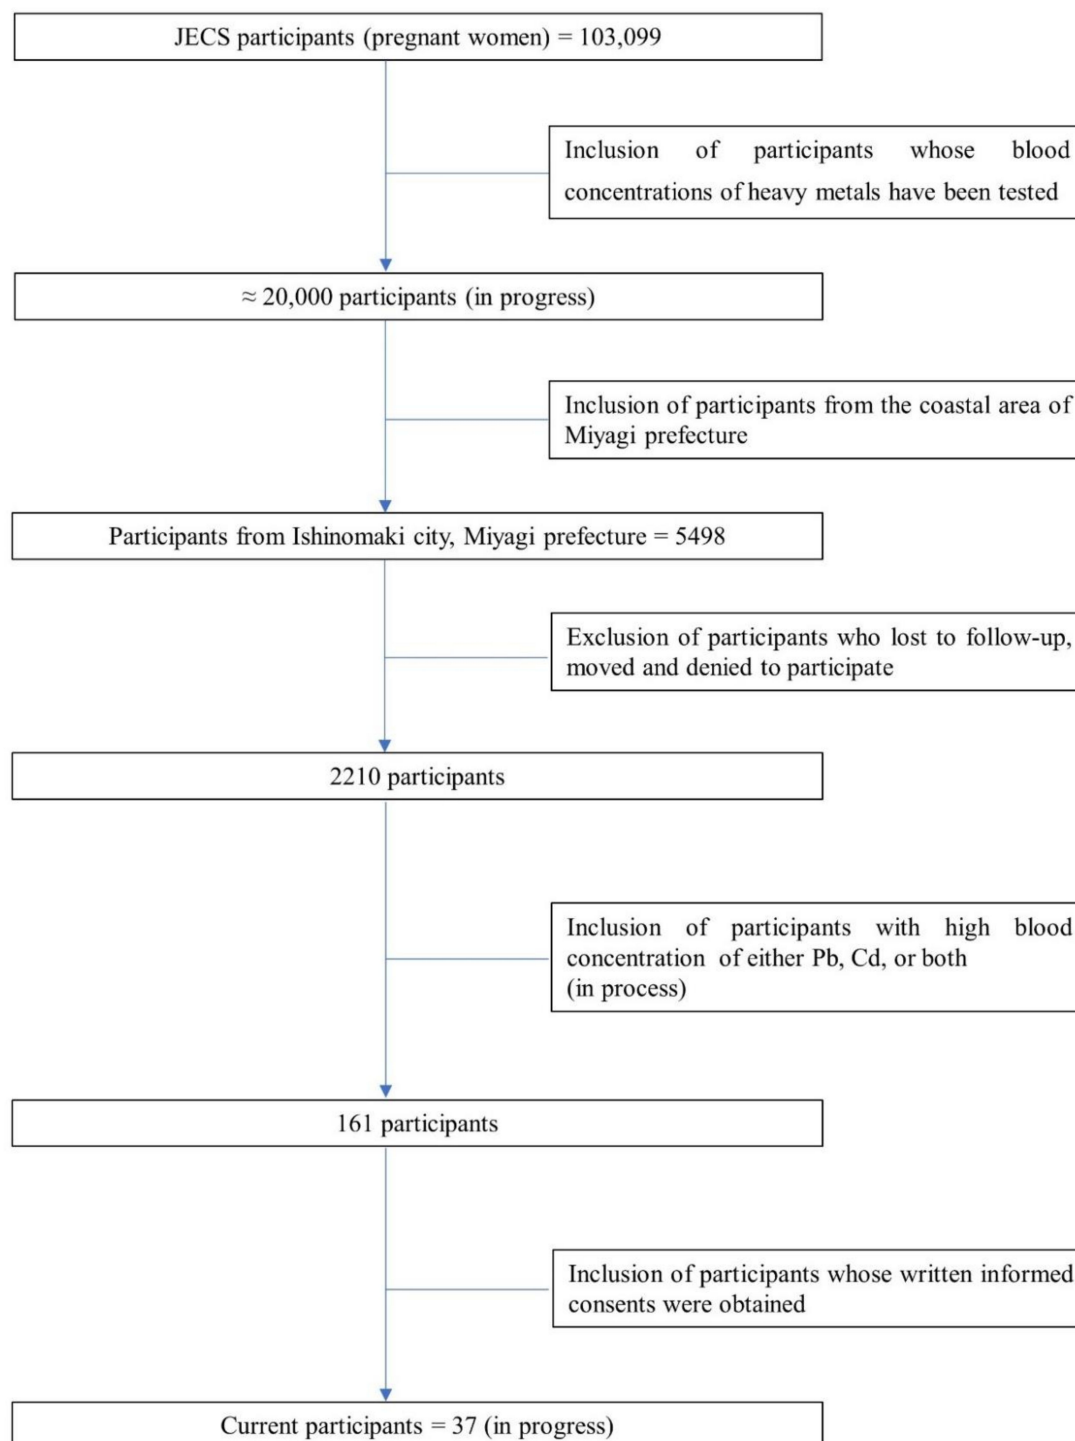 JECS participants (pregnant women) = 103,099
Inclusion of participants whose blood
concentrations of heavy metals have been tested
≈ 20,000 participants (in progress)
Inclusion of participants from the coastal area of
Miyagi prefecture
Participants from Ishinomaki city, Miyagi prefecture = 5498
Exclusion of participants who lost to follow-up,
moved and denied to participate
2210 participants
Inclusion of participants with high blood
concentration of either Pb, Cd, or both
(in process)
161 participants
Inclusion of participants whose written informed
consents were obtained
Current participants = 37 (in progress)